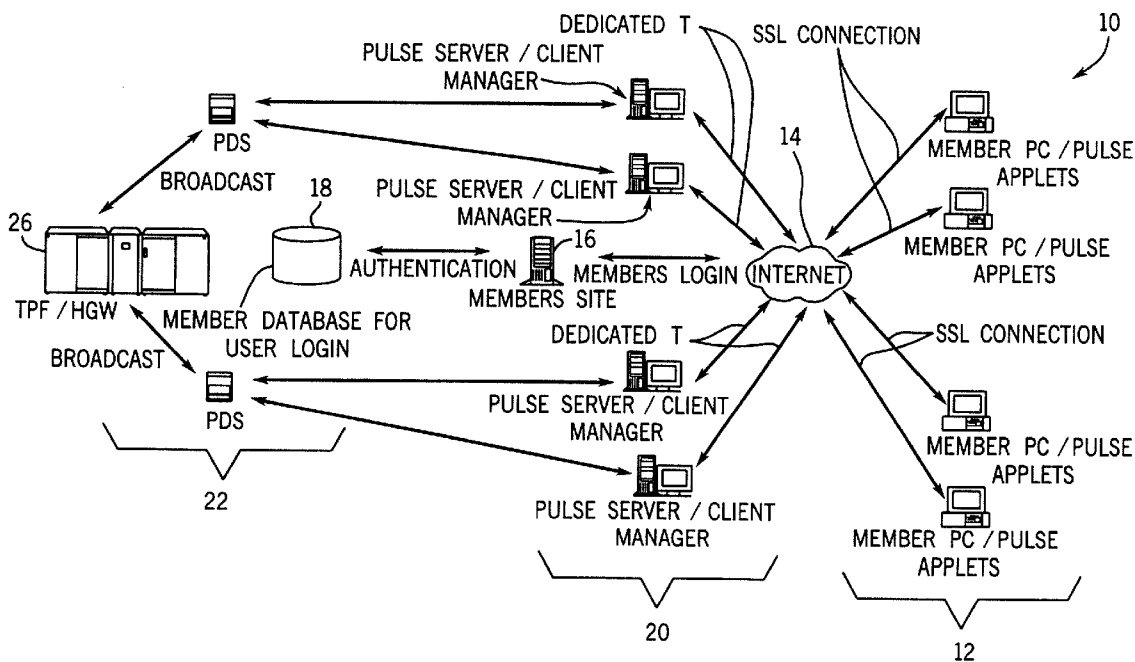 DEDICATED T
SSL CONNECTION
10
PULSE SERVER / CLIENT
MANAGER
PDS
14
MEMBER PC / PULSE
APPLETS
BROADCAST
18
PULSE SERVER / CLIENT
MANAGER
MEMBER PC / PULSE
APPLETS
26
16
AUTHENTICATION
MEMBERS LOGIN
INTERNET
MEMBERS SITE
TPF / HGW
MEMBER DATABASE FOR
USER LOGIN
DEDICATED T
SSL CONNECTION
BROADCAST
PDS
PULSE SERVER / CLIENT
MANAGER
MEMBER PC / PULSE
APPLETS
22
PULSE SERVER / CLIENT
MANAGER
MEMBER PC / PULSE
APPLETS
20
12